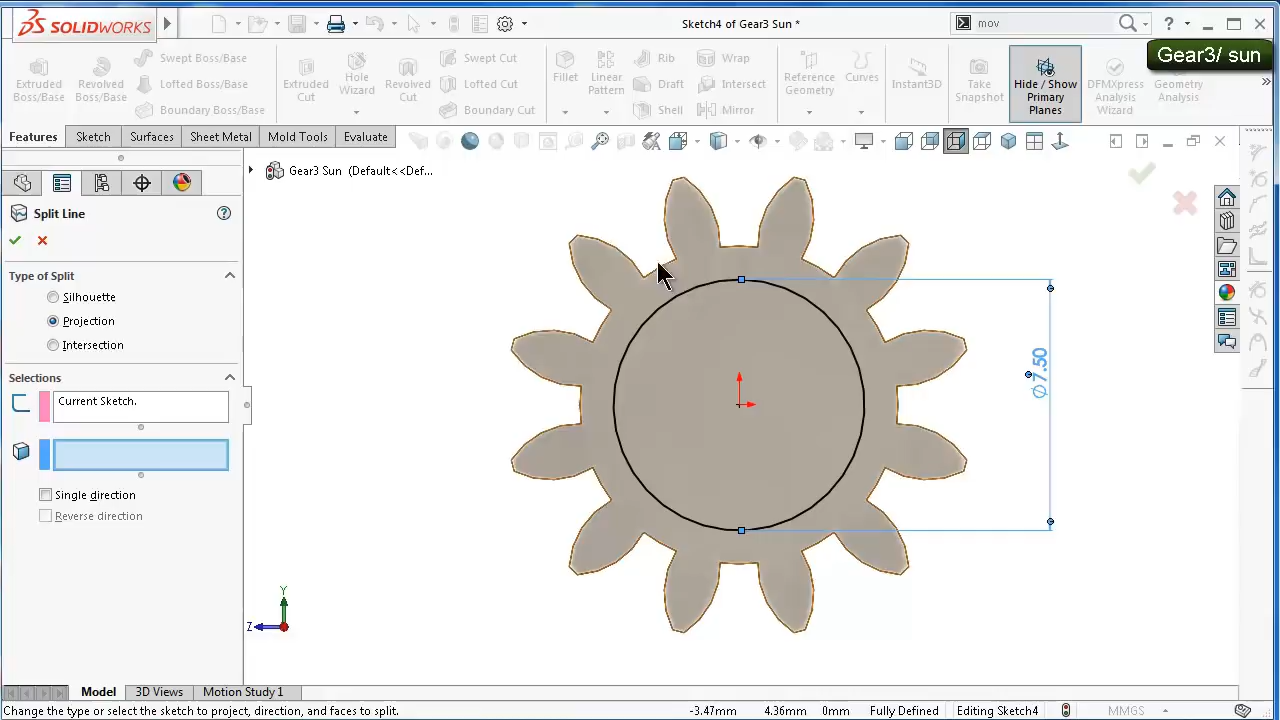 SOLIDWORKS
Sketch4 of Gear3 Sun *
mov
Gear3/ sun
Extruded Boss/Base
Revolved Boss/Base
Swept Boss/Base
Lofted Boss/Base
Boundary Boss/Base
Extruded Cut
Hole Wizard
Revolved Cut
Swept Cut
Lofted Cut
Boundary Cut
Fillet
Linear Pattern
Rib
Draft
Shell
Wrap
Intersect
Mirror
Reference Geometry
Curves
Instant3D
Hide / Show Primary Planes
Take Snapshot
DFMXpress Analysis Wizard
Geometry Analysis
Features
Sketch
Surfaces
Sheet Metal
Mold Tools
Evaluate
Gear3 Sun (Default<<Def...
Split Line
Type of Split
Silhouette
Projection
Intersection
Selections
Current Sketch.
Single direction
Reverse direction
Ø7.50
Y
Z
Model
3D Views
Motion Study 1
Change the type or select the sketch to project, direction, and faces to split.
-3.47mm
4.36mm
0mm
Fully Defined
Editing Sketch4
MMGS